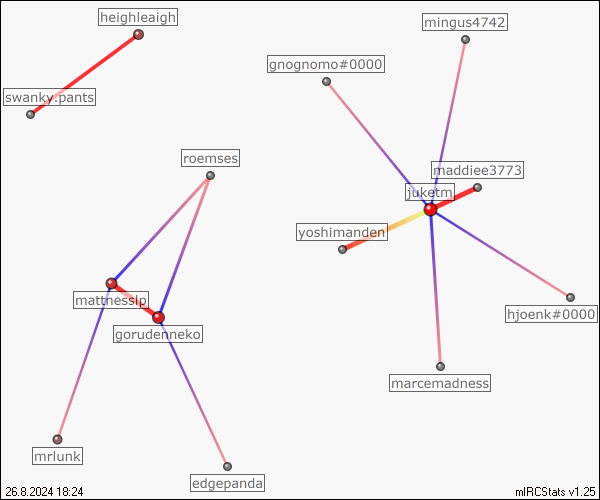 heighleaigh
mingus4742
gnognomo#0000
swanky.pants
roemses
maddiee3773
juketm
yoshimanden
mattnesslp
hjoenk#0000
gorudenneko
marcemadness
mrlunk
edgepanda
26.8.2024 18:24
mIRCStats v1.25